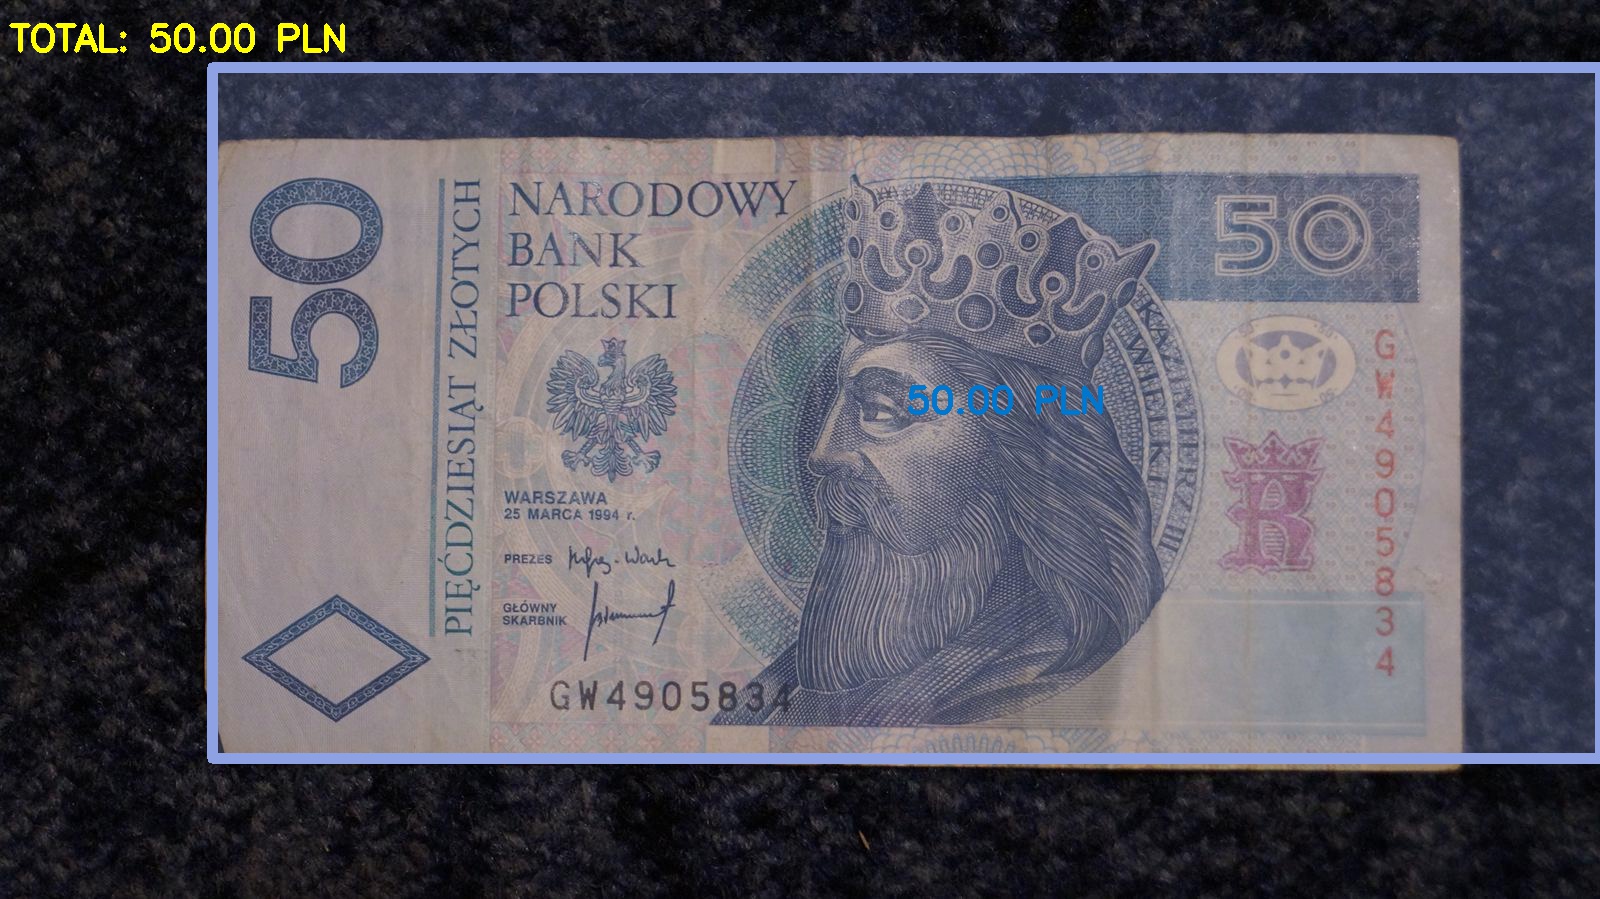 TOTAL: 50.00 PLN
50
PIĘĆDZIESIĄT ZŁOTYCH
NARODOWY
BANK
POLSKI
50
KAZIMIERZ III
WIELKI
50.00 PLN
GW4905834
WARSZAWA
25 MARCA 1994 r.
PREZES
GŁÓWNY
SKARBNIK
GW4905834